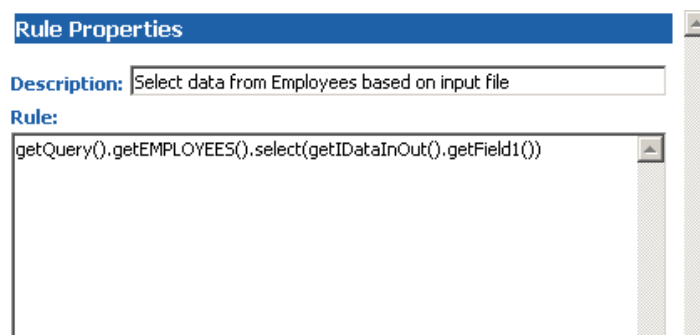 Rule Properties
Description: Select data from Employees based on input file
Rule:
getQuery().getEMPLOYEES().select(getIDataInOut().getField1())